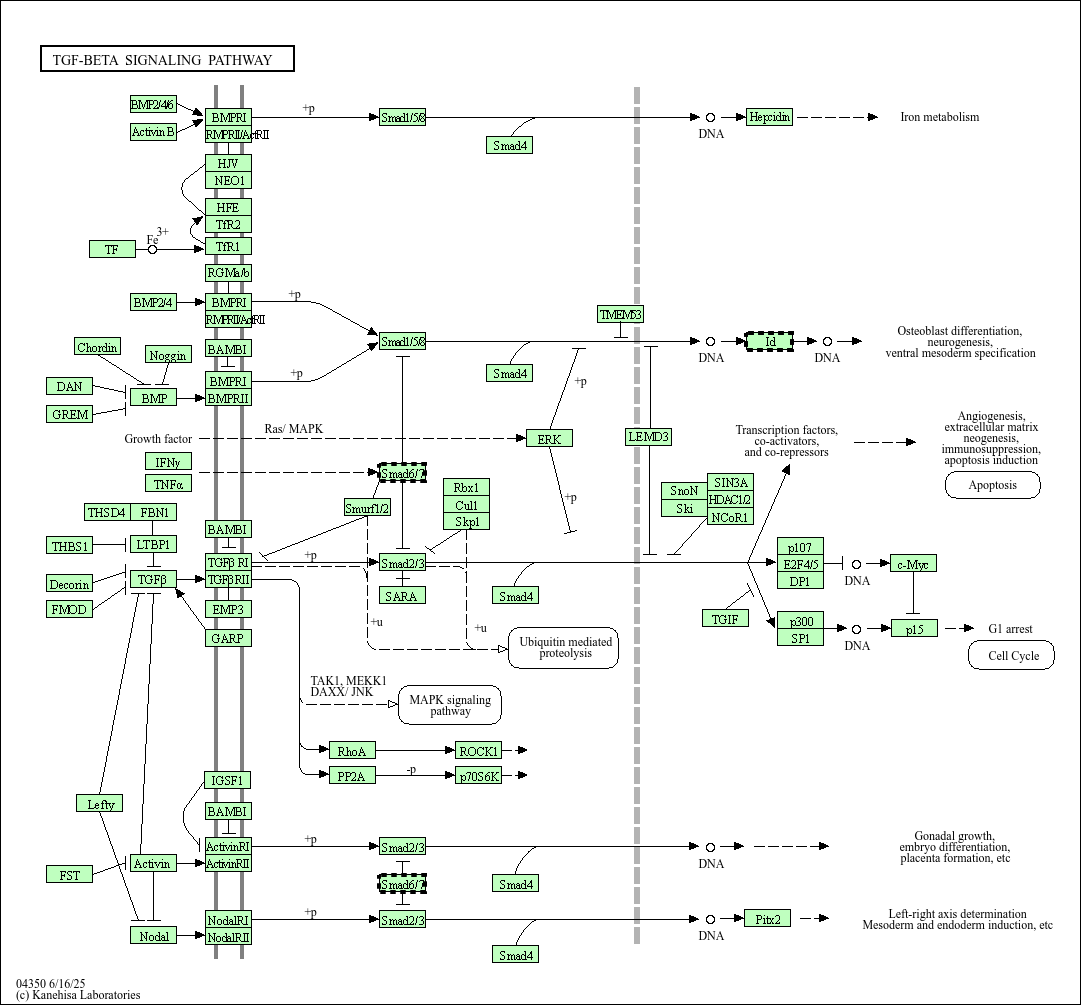 TGF-BETA SIGNALING PATHWAY
BMP2/4/6
Activin B
BMPRI
RMPRII/ActRII
+p
Smad1/5/8
Smad4
DNA
Hepcidin
Iron metabolism
HJV
NEO1
HFE
TfR2
TF
Fe 3+
TfR1
RGMa/b
BMP2/4
BMPRI
RMPRII/ActRII
+p
TMEM53
Chordin
Noggin
BAMBI
Smad1/5/8
Smad4
DNA
Id
DNA
Osteoblast differentiation,
neurogenesis,
ventral mesoderm specification
DAN
GREM
BMP
BMPRI
BMPRII
+p
+p
Growth factor
Ras/ MAPK
ERK
LEMD3
Transcription factors,
co-activators,
and co-repressors
Angiogenesis,
extracellular matrix
neogenesis,
immunosuppression,
apoptosis induction
Apoptosis
IFNγ
TNFα
Smad6/7
Smurf1/2
Rbx1
Cul1
Skp1
+p
SnoN
Ski
SIN3A
HDAC1/2
NCoR1
THSD4
FBN1
THBS1
LTBP1
BAMBI
TGFβ RI
TGFβ RII
+p
Smad2/3
SARA
Smad4
p107
E2F4/5
DP1
DNA
c-Myc
Decorin
FMOD
TGFβ
EMP3
GARP
+u
+u
TGIF
p300
SP1
DNA
p15
G1 arrest
Cell Cycle
Ubiquitin mediated
proteolysis
TAK1, MEKK1
DAXX/ JNK
MAPK signaling
pathway
RhoA
ROCK1
PP2A
-p
p70S6K
IGSF1
Lefty
BAMBI
FST
Activin
ActivinRI
ActivinRII
+p
Smad2/3
Smad6/7
Smad4
DNA
Gonadal growth,
embryo differentiation,
placenta formation, etc
Nodal
NodalRI
NodalRII
+p
Smad2/3
Smad4
DNA
Pitx2
Left-right axis determination
Mesoderm and endoderm induction, etc
04350 6/16/25
(c) Kanehisa Laboratories